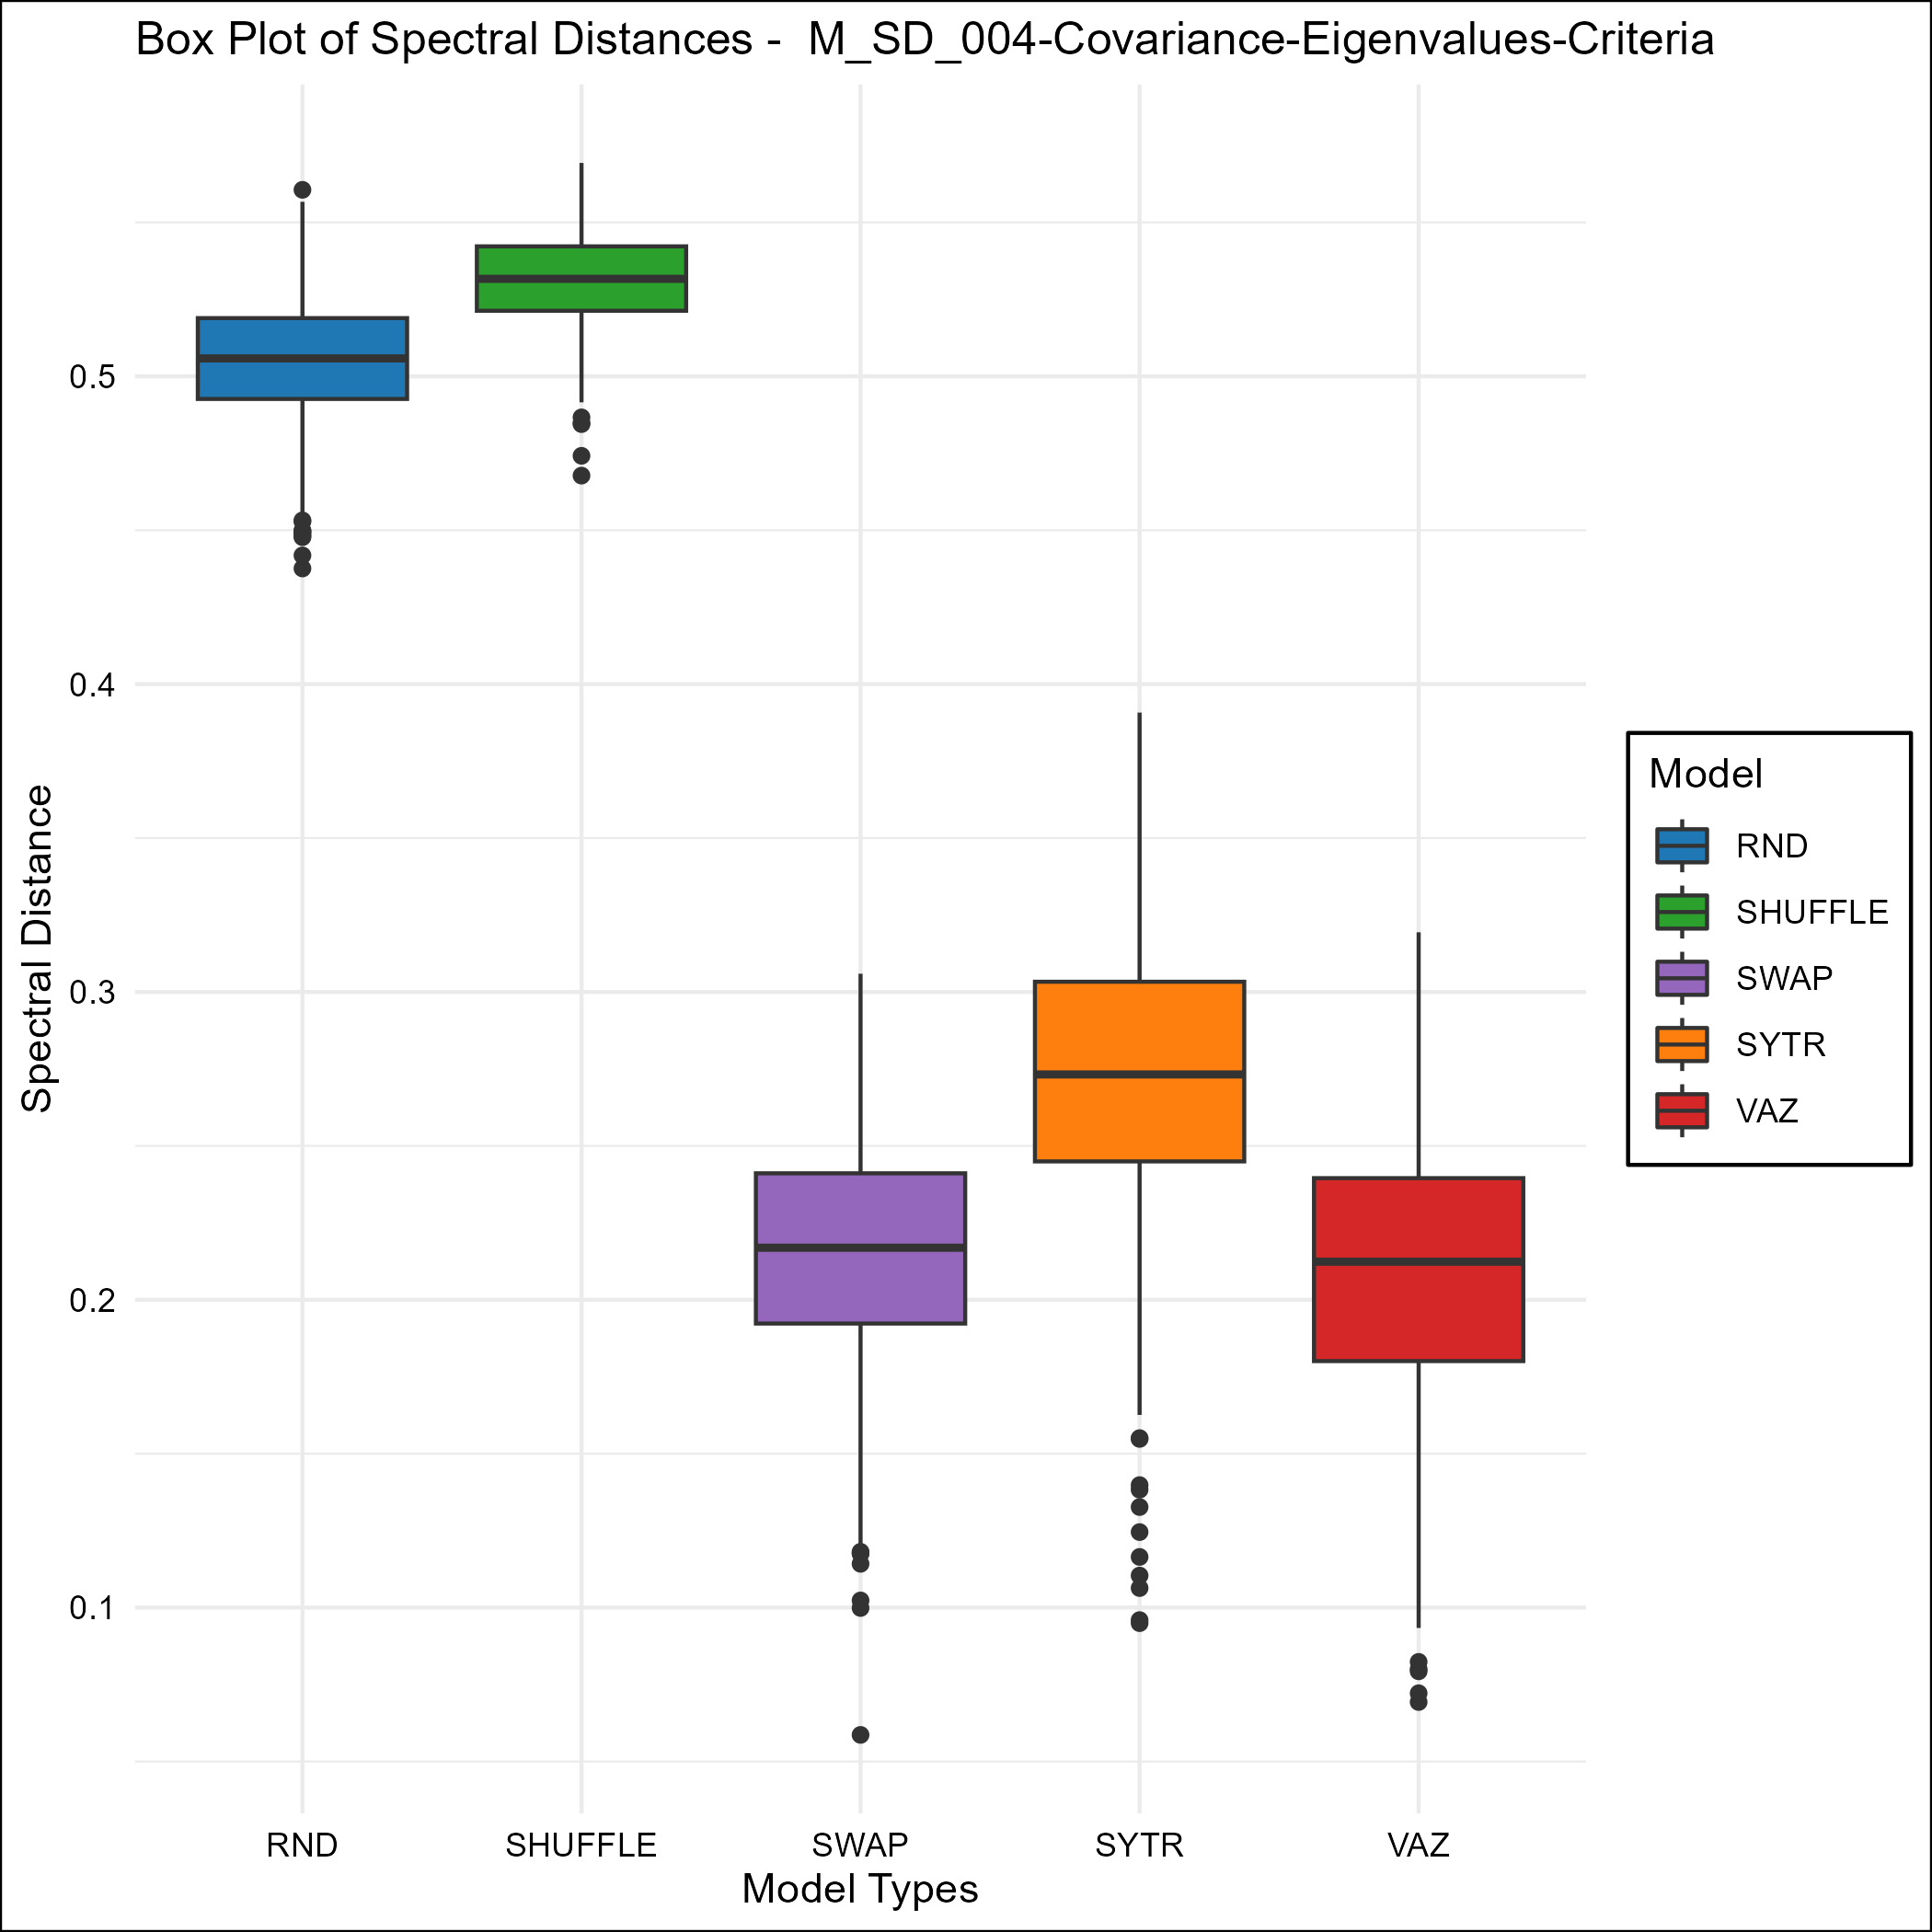 Box Plot of Spectral Distances -  M_SD_004-Covariance-Eigenvalues-Criteria
Spectral Distance
0.5
0.4
0.3
0.2
0.1
RND
SHUFFLE
SWAP
SYTR
VAZ
Model Types
Model
RND
SHUFFLE
SWAP
SYTR
VAZ